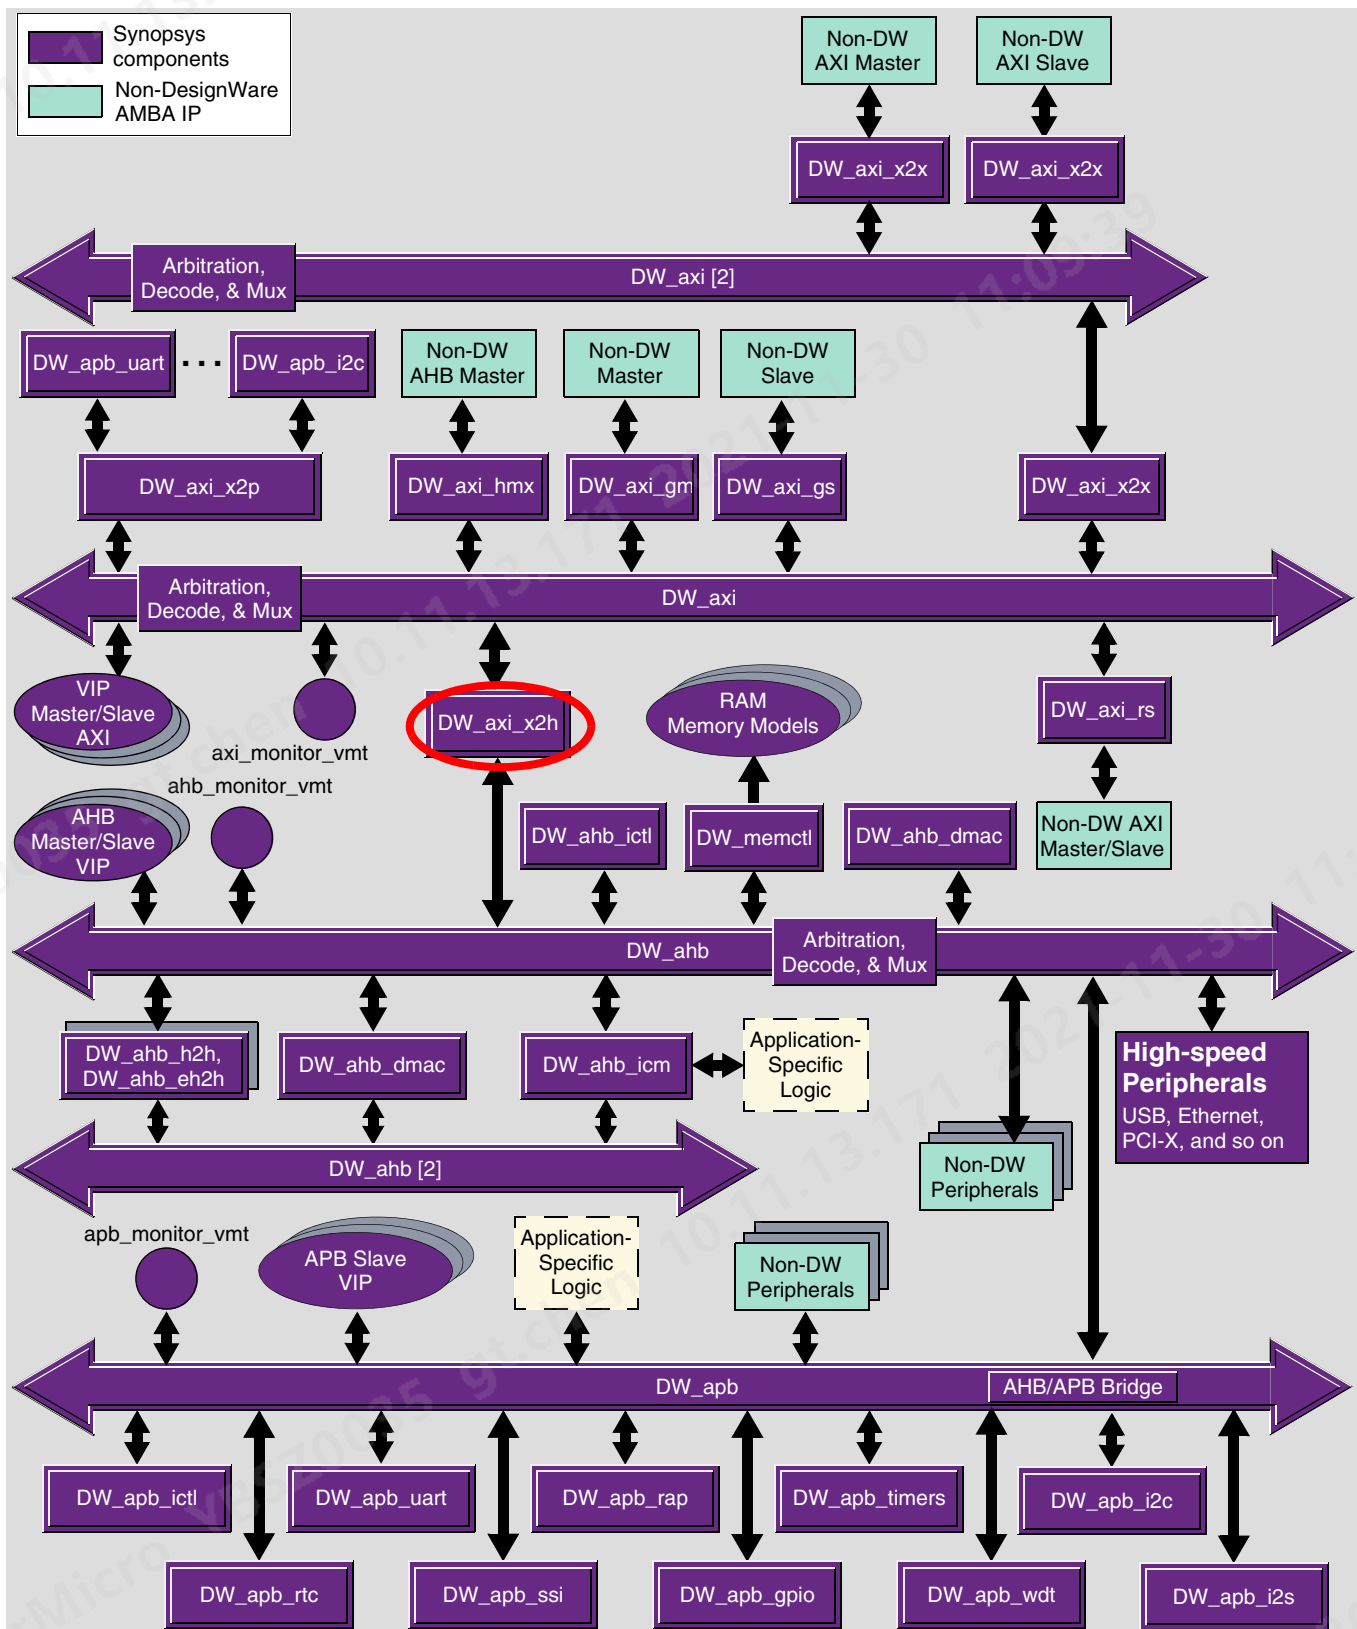 Synopsys
components
Non-DesignWare
AMBA IP
Non-DW
AXI Master
Non-DW
AXI Slave
DW_axi_x2x
DW_axi_x2x
Arbitration,
Decode, & Mux
DW_axi [2]
DW_apb_uart
...
DW_apb_i2c
Non-DW
AHB Master
Non-DW
Master
Non-DW
Slave
DW_axi_x2p
DW_axi_hmx
DW_axi_gm
DW_axi_gs
DW_axi_x2x
Arbitration,
Decode, & Mux
DW_axi
VIP
Master/Slave
AXI
axi_monitor_vmt
DW_axi_x2h
RAM
Memory Models
DW_axi_rs
ahb_monitor_vmt
AHB
Master/Slave
VIP
DW_ahb_ictl
DW_memctl
DW_ahb_dmac
Non-DW AXI
Master/Slave
DW_ahb
Arbitration,
Decode, & Mux
DW_ahb_h2h,
DW_ahb_eh2h
DW_ahb_dmac
DW_ahb_icm
Application-
Specific
Logic
High-speed
Peripherals
USB, Ethernet,
PCI-X, and so on
DW_ahb [2]
Non-DW
Peripherals
apb_monitor_vmt
APB Slave
VIP
Application-
Specific
Logic
Non-DW
Peripherals
DW_apb
AHB/APB Bridge
DW_apb_ictl
DW_apb_uart
DW_apb_rap
DW_apb_timers
DW_apb_i2c
DW_apb_rtc
DW_apb_ssi
DW_apb_gpio
DW_apb_wdt
DW_apb_i2s